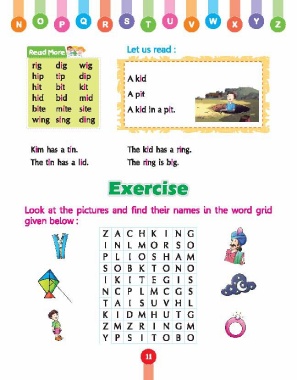 N O P Q R S T U V W X Y Z
Read More
rig dig wig
hip tip dip
hit bit kit
hid bid mid
bite mite site
wing sing ding
Let us read :
A kid
A pit
A kid in a pit.
Kim has a tin.
The tin has a lid.
The kid has a ring.
The ring is big.
Exercise
Look at the pictures and find their names in the word grid
given below :
Z A C H K I N G
I N L M O R S O
P L I O S H A M
S O B K T O N O
I K I T E G I S
N C P L M C G S
T A I S U V H L
K I D M H U T G
Z M Z R I N G M
Y P S I T O B O
11